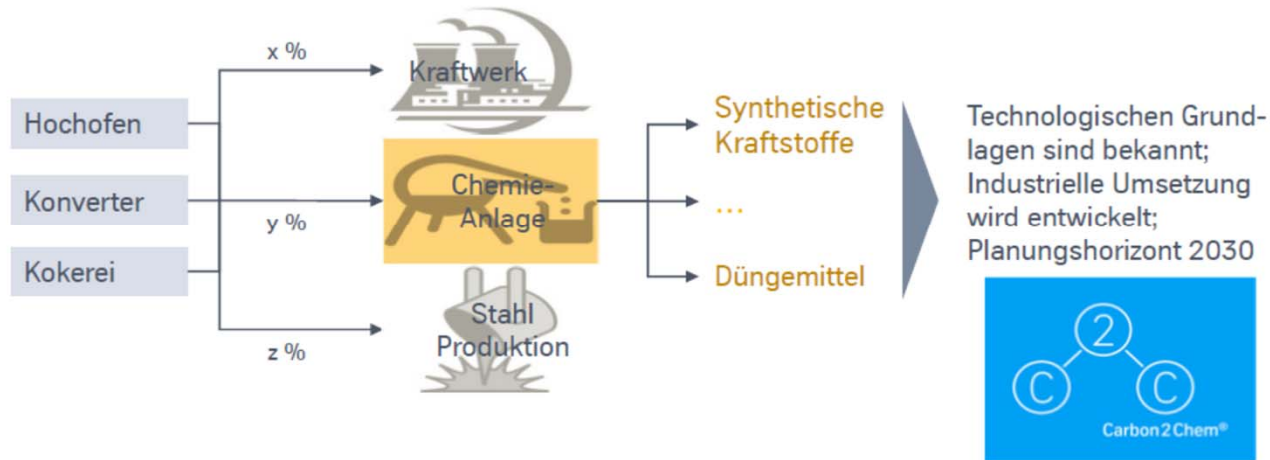 Hochofen
Konverter
Kokerei
x %
y %
z %
Kraftwerk
Chemie-
Anlage
Stahl
Produktion
Synthetische
Kraftstoffe
...
Düngemittel
Technologischen Grund-
lagen sind bekannt;
Industrielle Umsetzung
wird entwickelt;
Planungshorizont 2030
2
C C
Carbon2Chem®